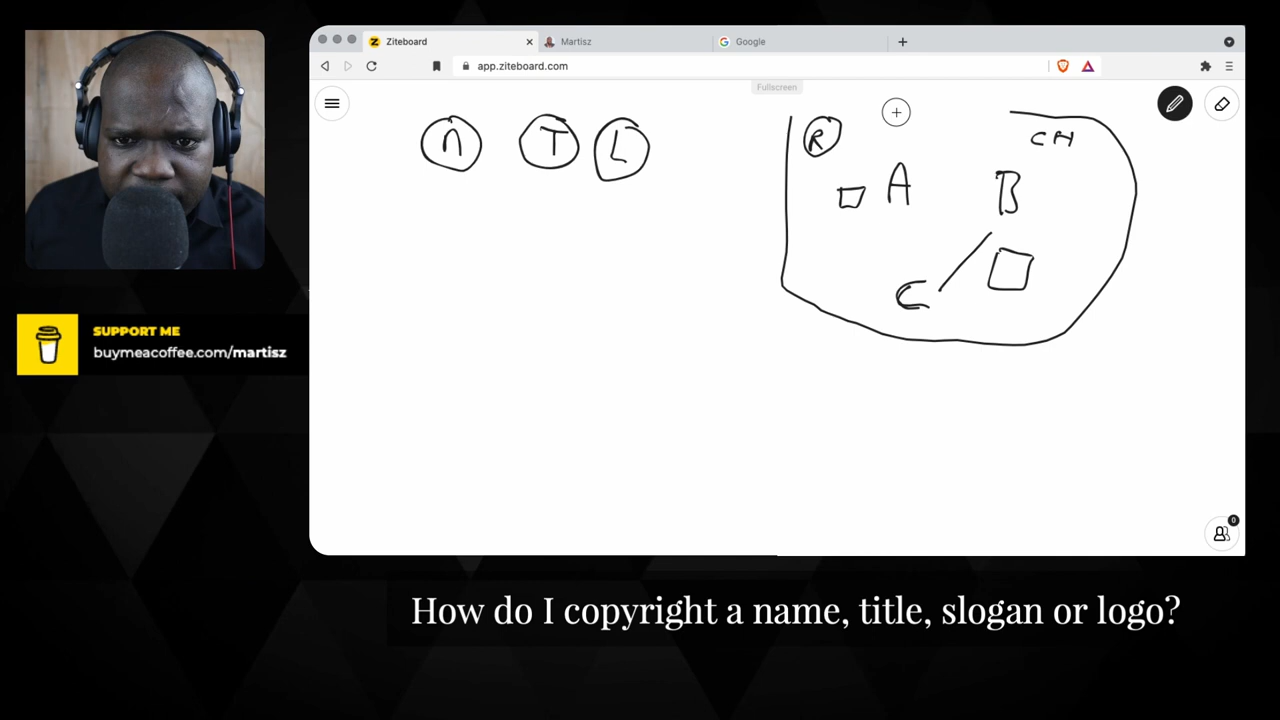 Ziteboard
Martisz
Google
app.ziteboard.com
Fullscreen
n T L
R
CH
A
B
C
SUPPORT ME
buymeacoffee.com/martisz
0
How do I copyright a name, title, slogan or logo?